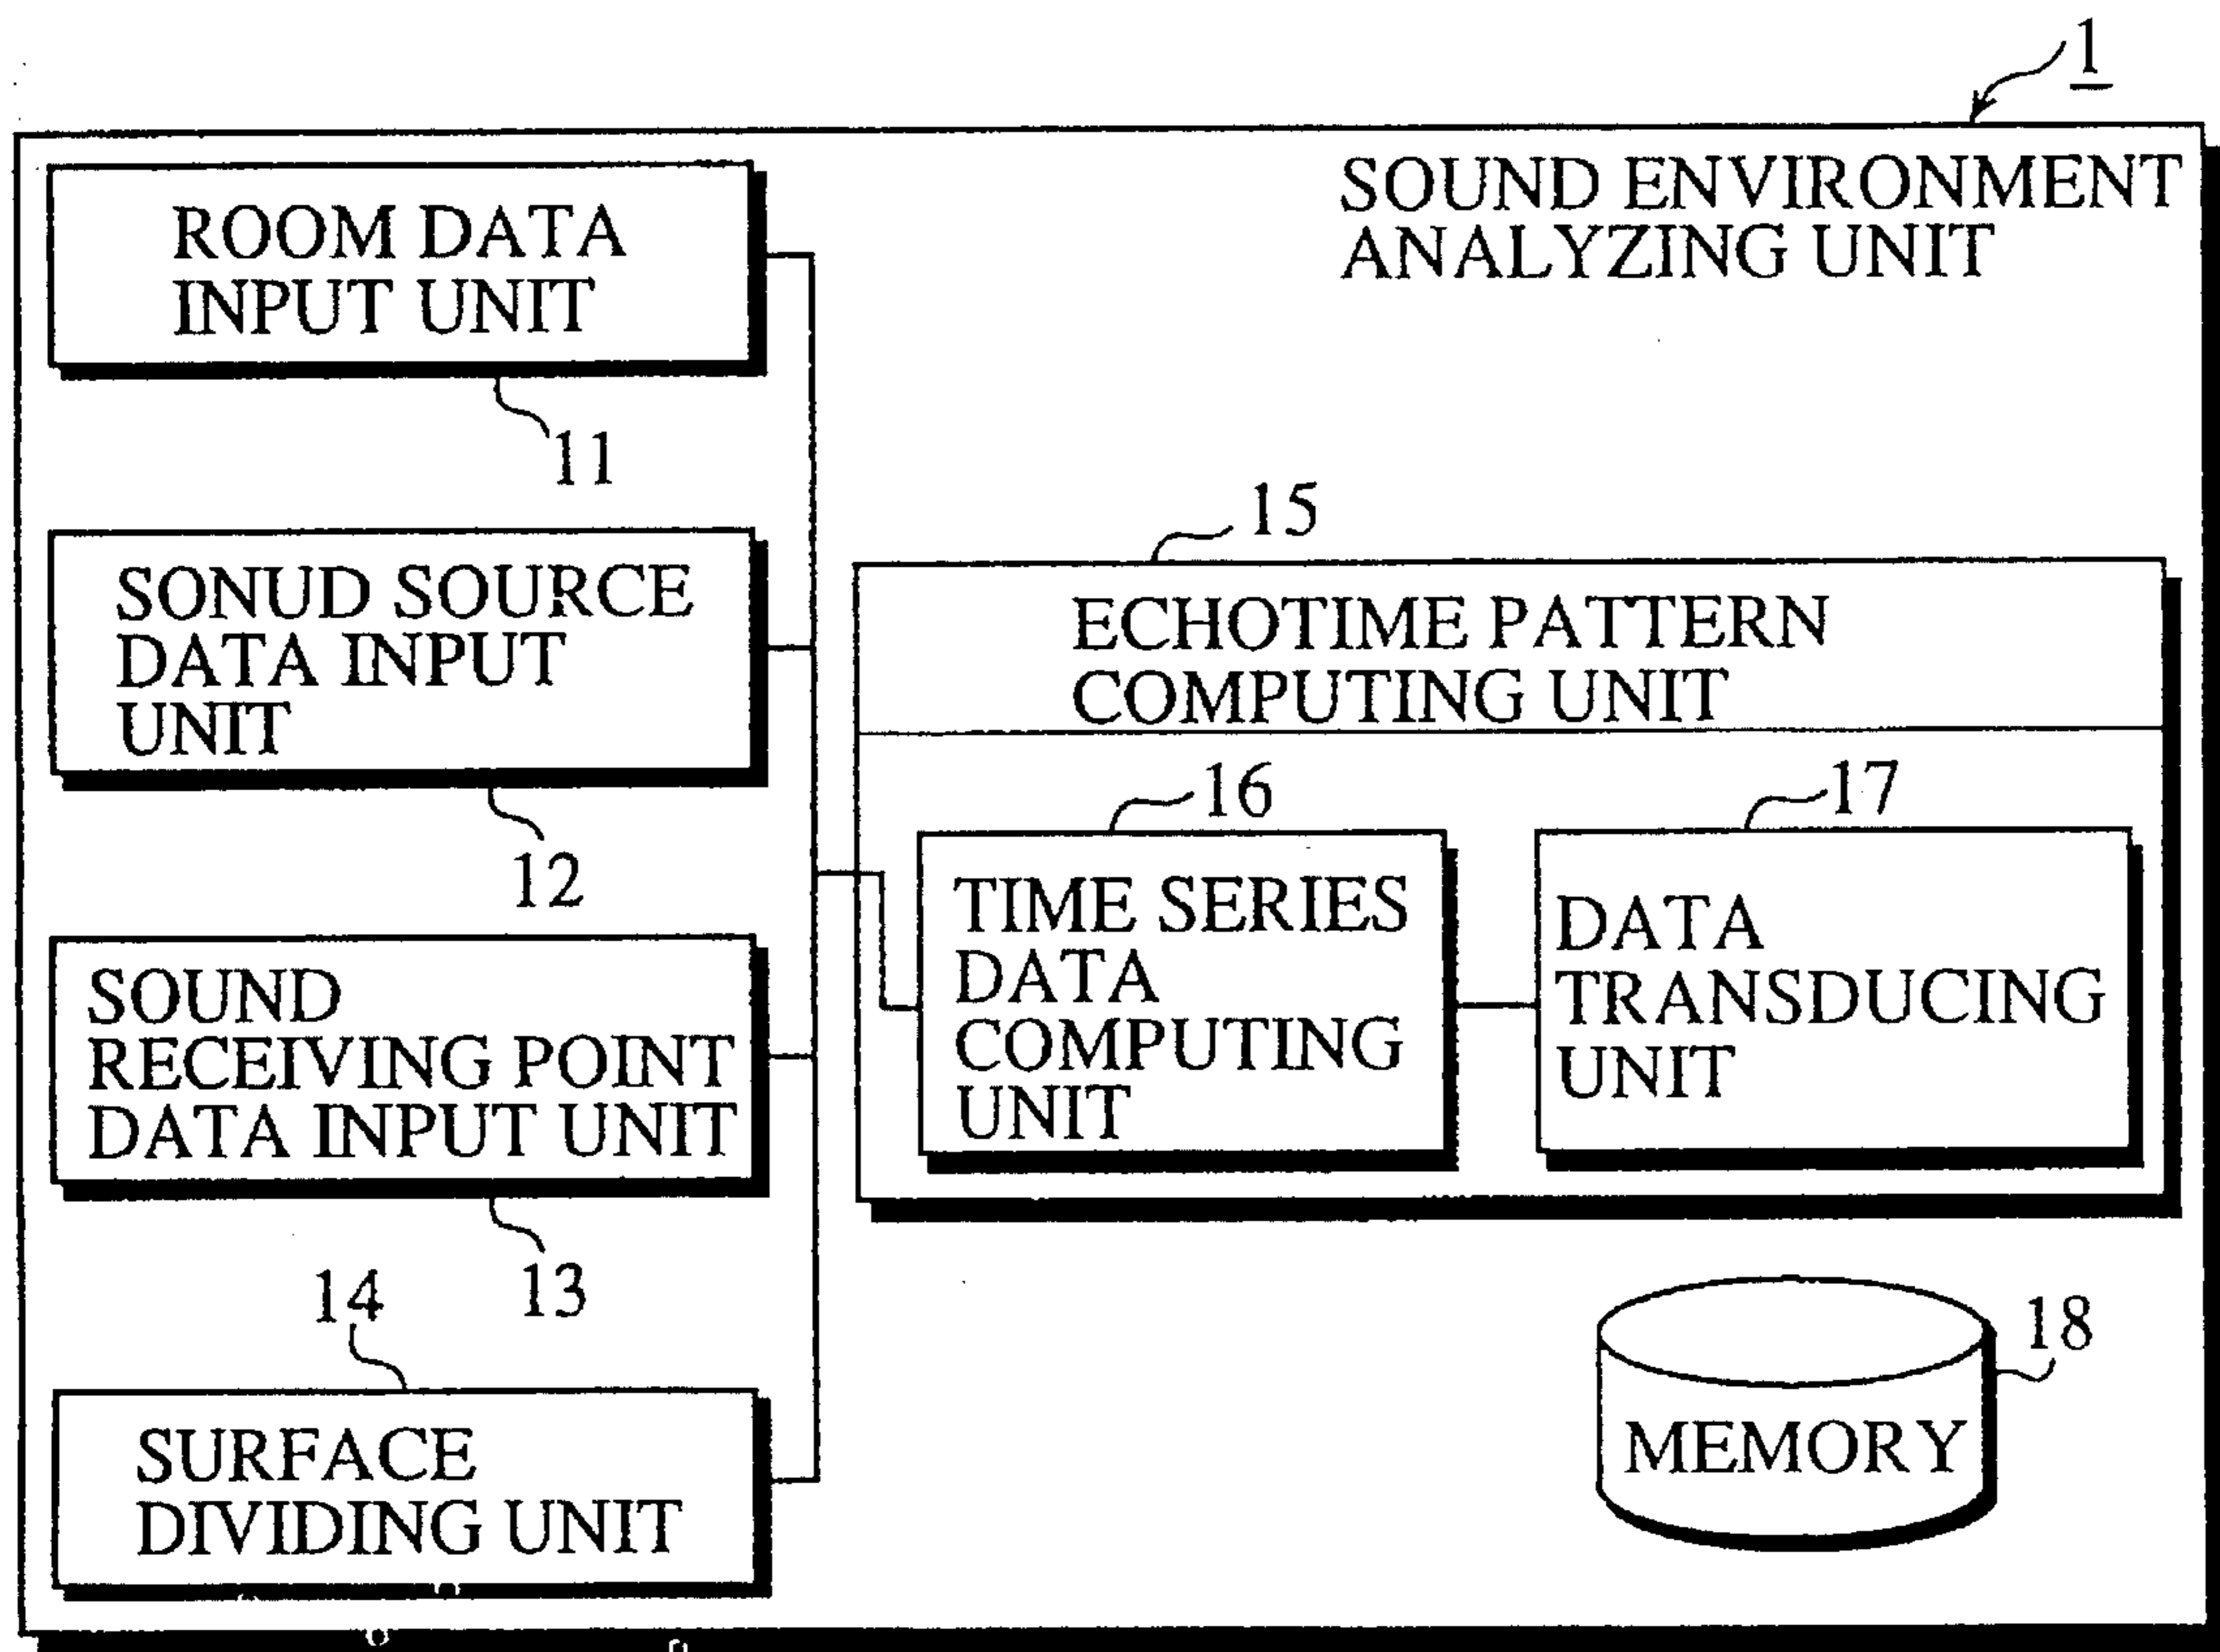 1
SOUND ENVIRONMENT
ANALYZING UNIT
ROOM DATA
INPUT UNIT
11
SONUD SOURCE
DATA INPUT
UNIT
12
SOUND
RECEIVING POINT
DATA INPUT UNIT
13
14
SURFACE
DIVIDING UNIT
15
ECHOTIME PATTERN
COMPUTING UNIT
16
TIME SERIES
DATA
COMPUTING
UNIT
17
DATA
TRANSDUCING
UNIT
18
MEMORY